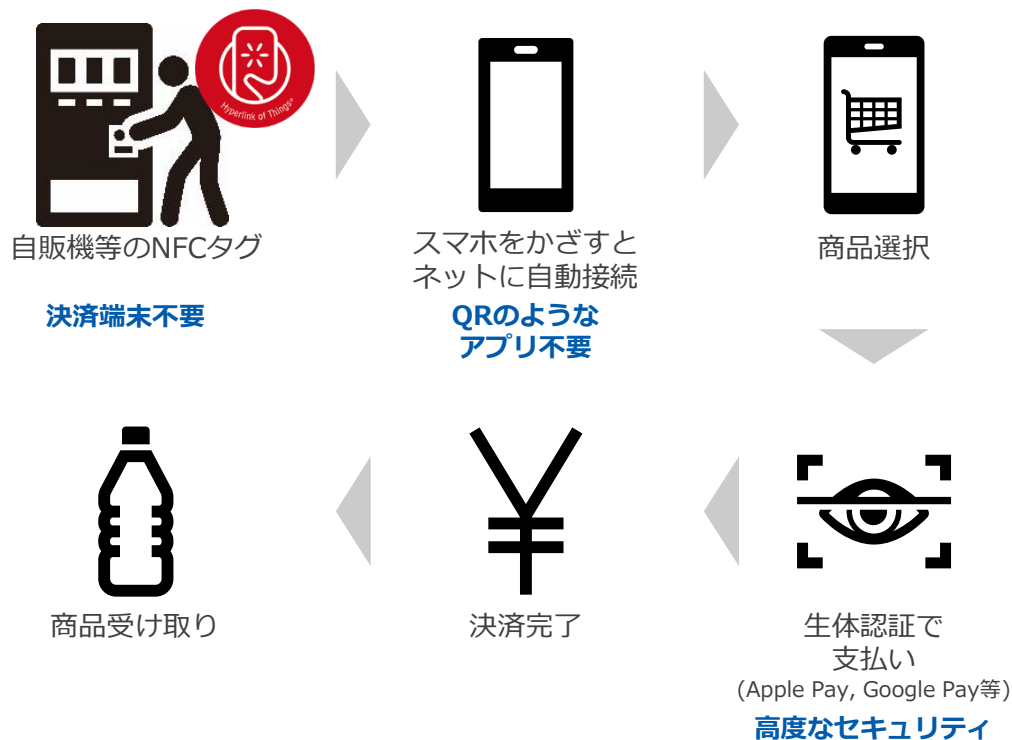 Hyperlink of Things®
自販機等のNFCタグ
決済端末不要
スマホをかざすと
ネットに自動接続
QRのような
アプリ不要
商品選択
生体認証で
支払い
(Apple Pay, Google Pay等)
高度なセキュリティ
決済完了
商品受け取り